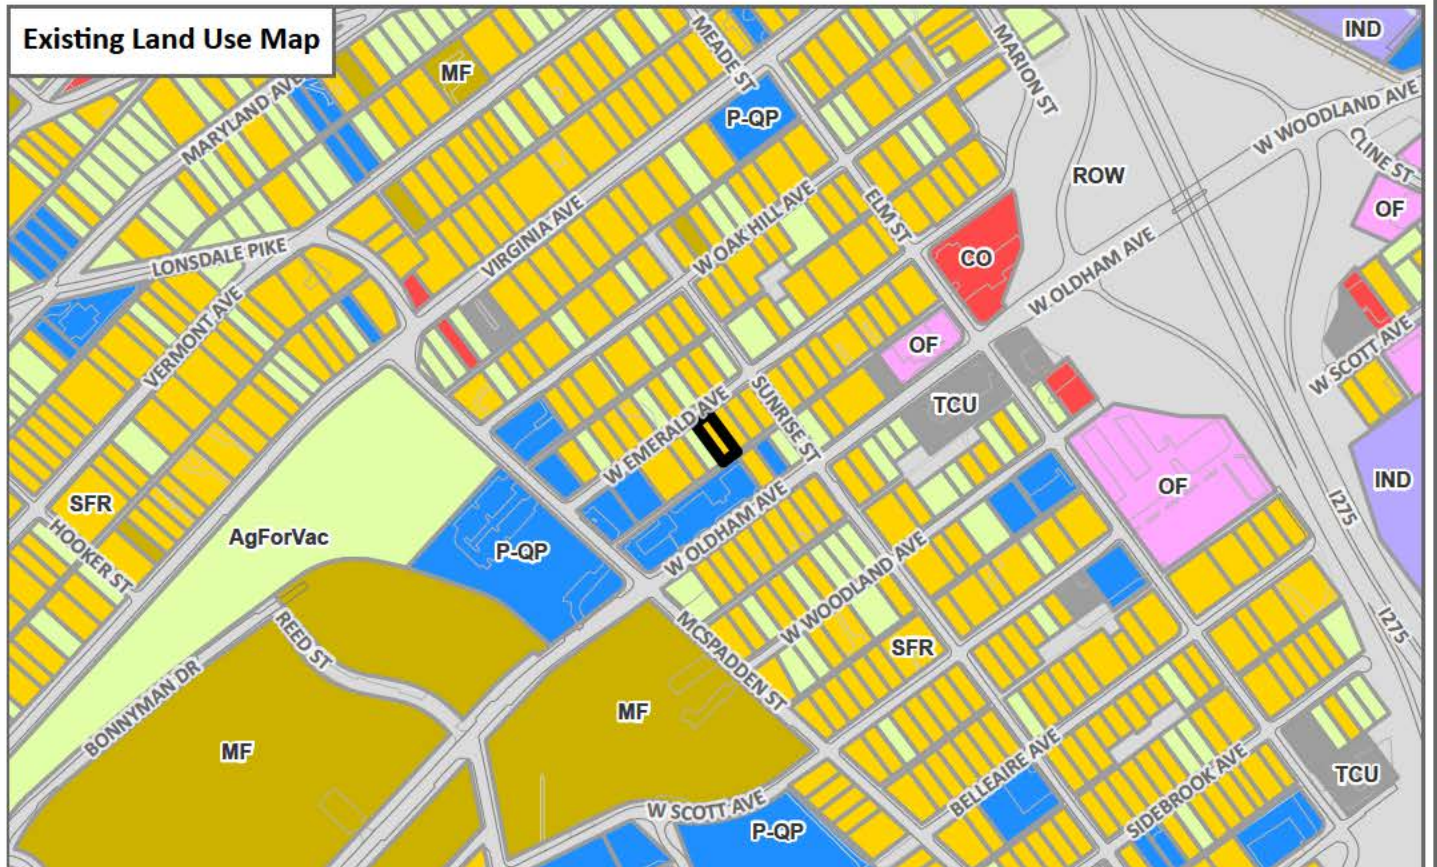 Existing Land Use Map
MF
MEADE ST
MARION ST
IND
MARYLAND AVE
P-QP
W WOODLAND AVE
CLINE ST
ROW
OF
ELM ST
VIRGINIA AVE
W OAK HILL AVE
LONSDALE PIKE
CO
W OLDHAM AVE
VERMONT AVE
OF
W SCOTT AVE
SUNRISE ST
TCU
W EMERALD AVE
IND
OF
SFR
I275
HOOKER ST
AgForVac
P-QP
W OLDHAM AVE
W WOODLAND AVE
REED ST
MCSPADDEN ST
SFR
I275
BONNYMAN DR
MF
MF
BELLEAIRE AVE
SIDEBROOK AVE
TCU
W SCOTT AVE
P-QP